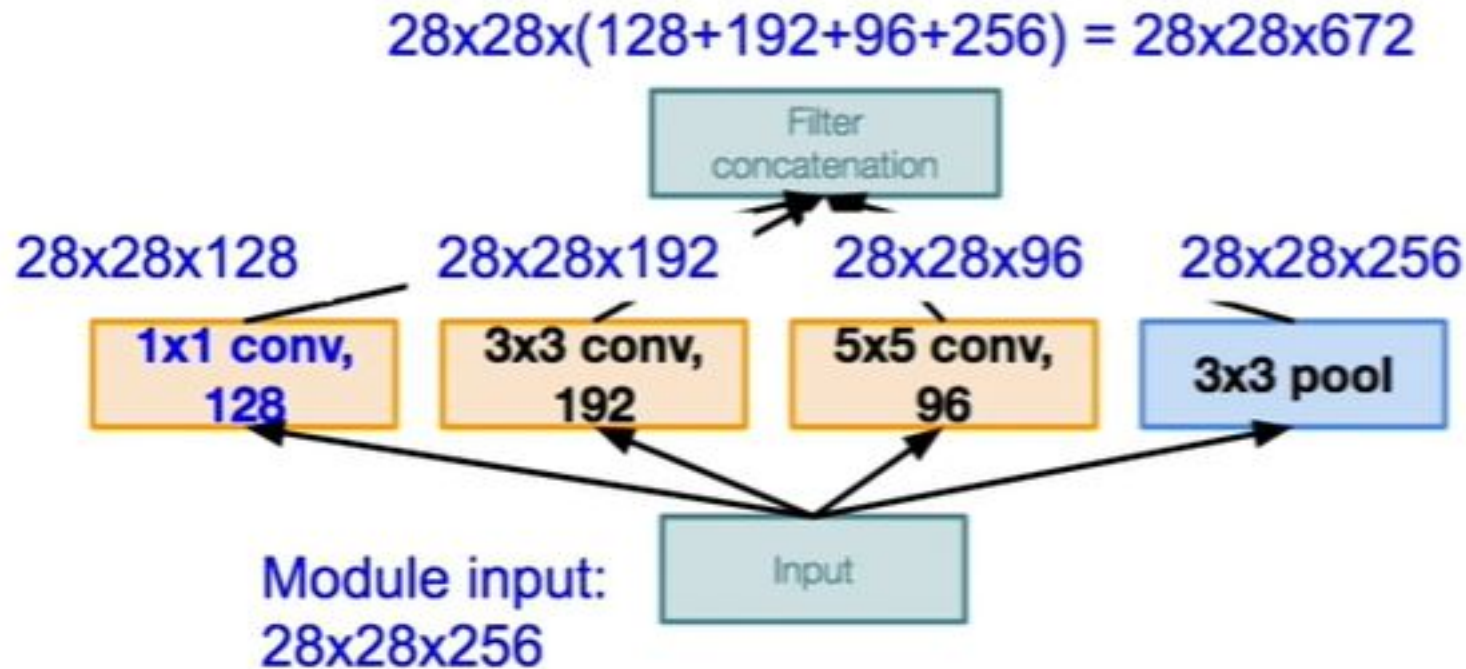 28x28x(128+192+96+256) = 28x28x672
Filter
concatenation
28x28x128
28x28x192
28x28x96
28x28x256
1x1 conv,
128
3x3 conv,
192
5x5 conv,
96
3x3 pool
Module input:
28x28x256
Input